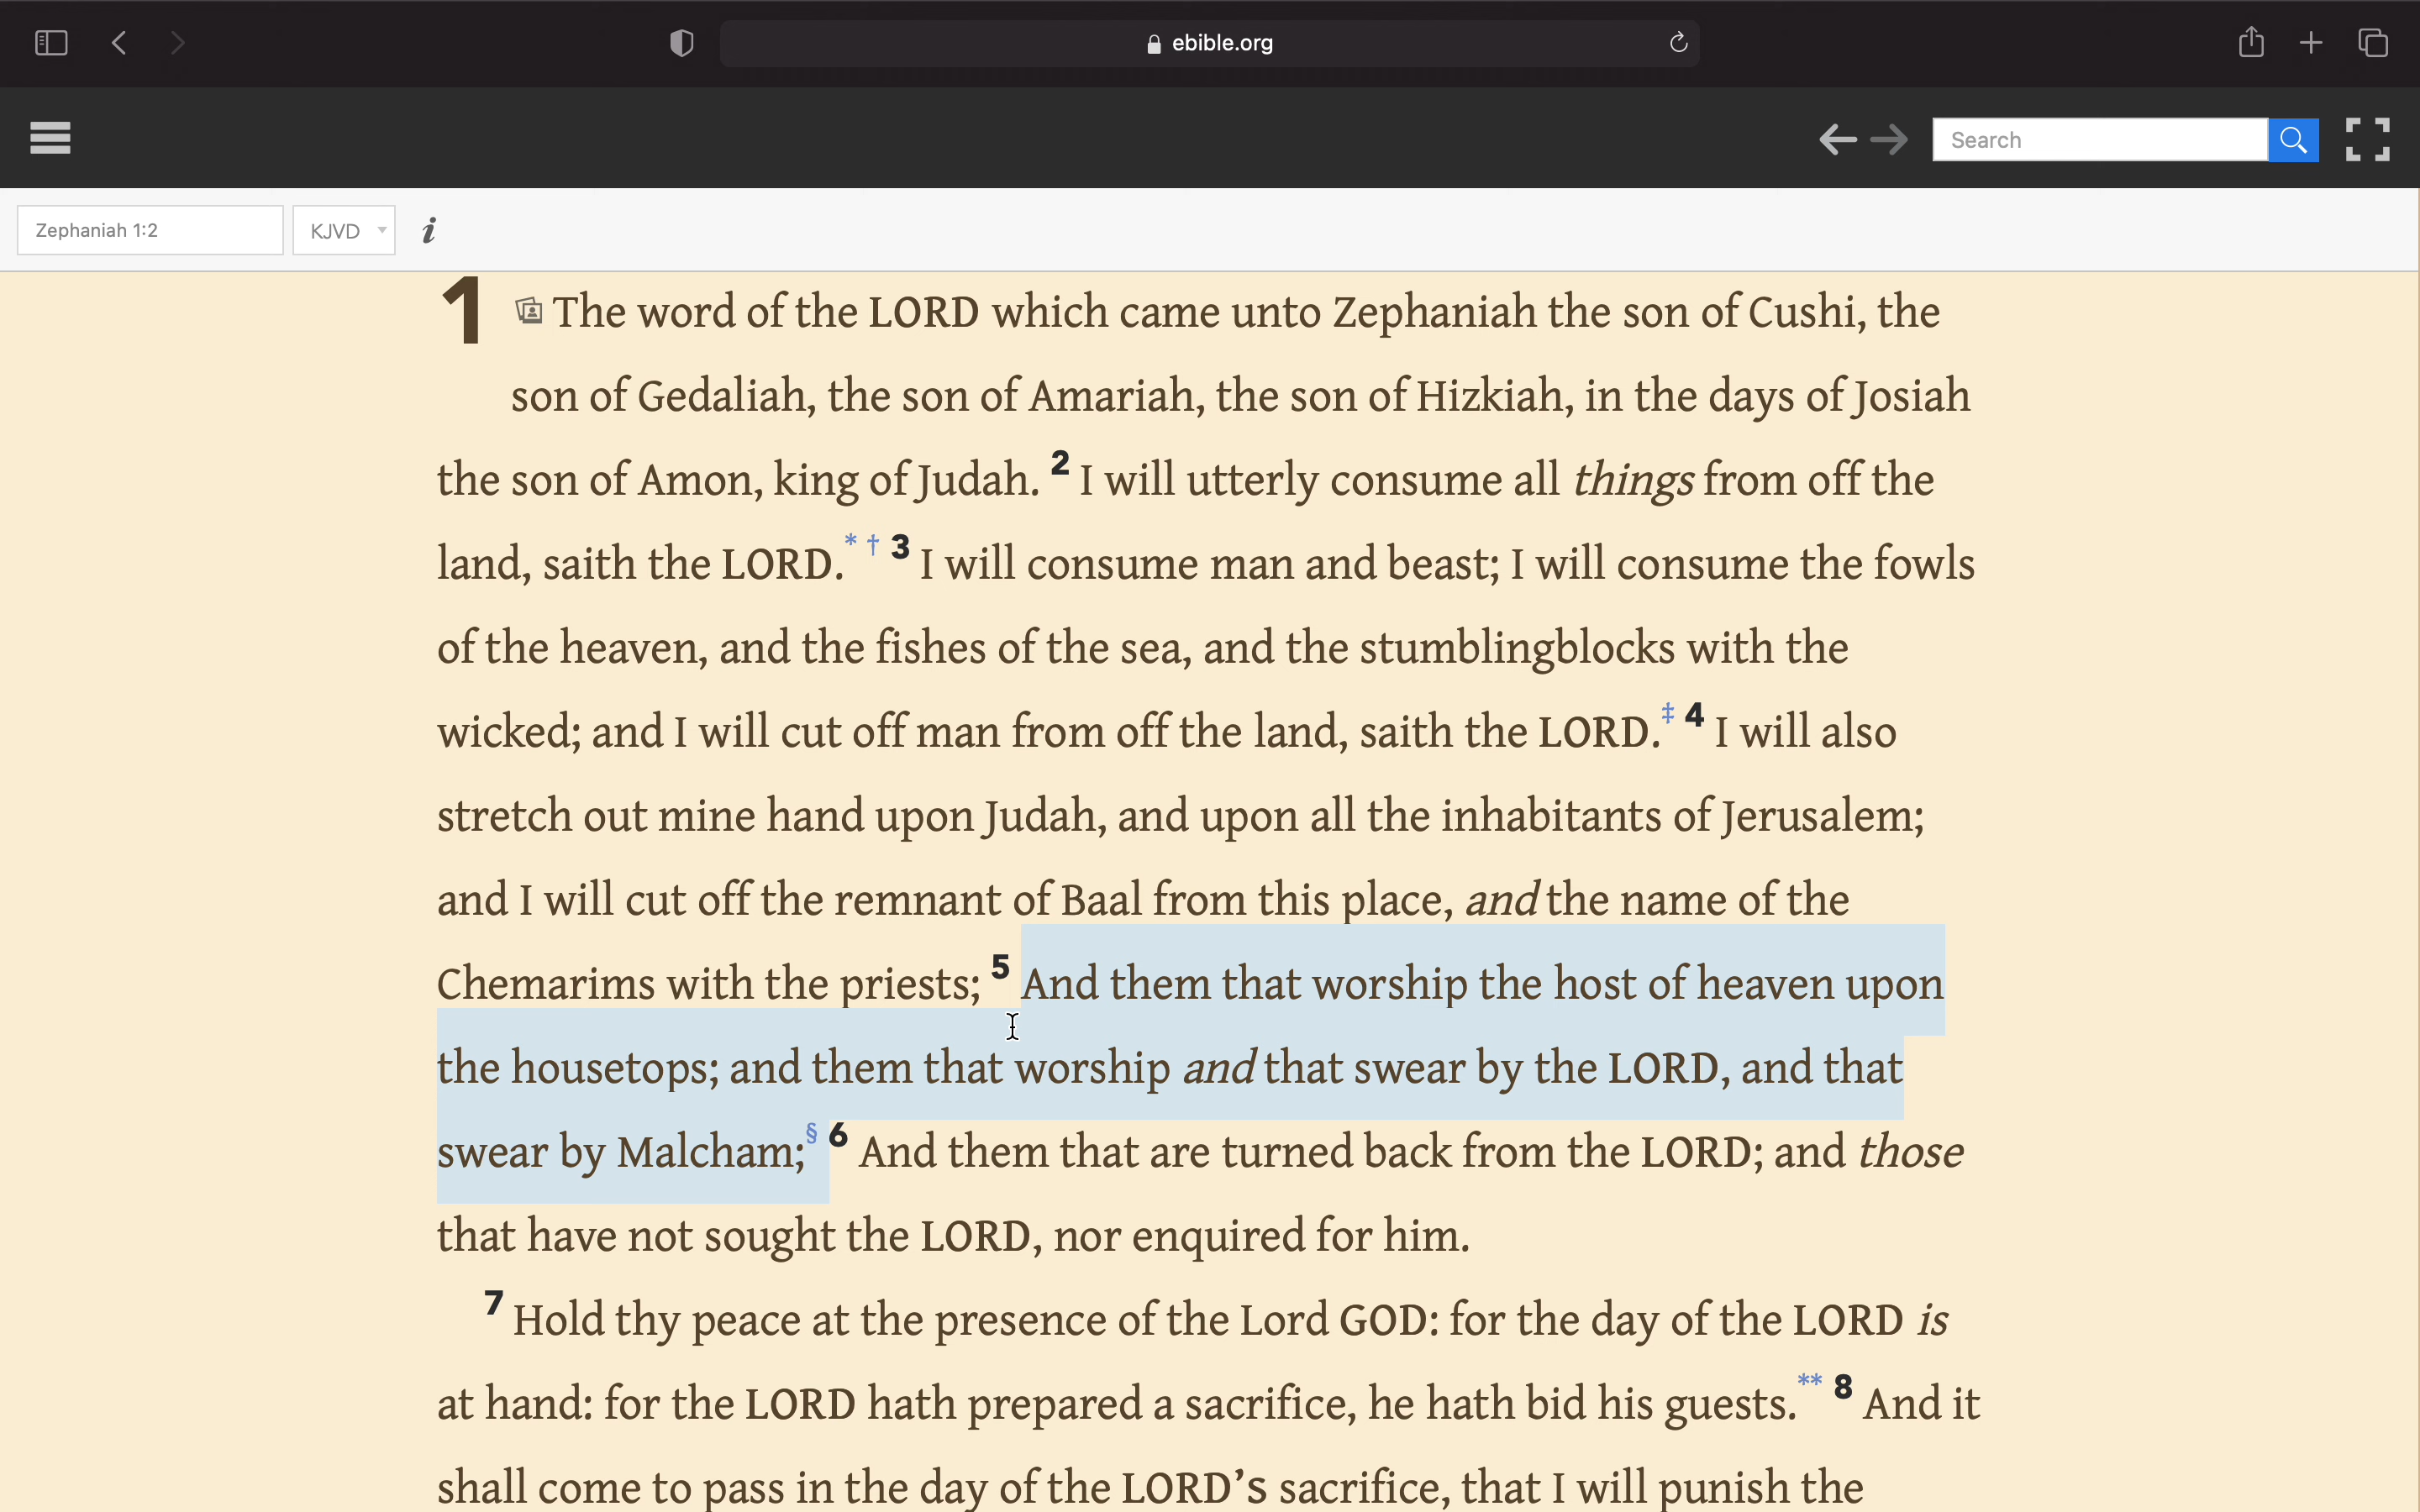 ebible.org
Search
Zephaniah 1:2
KJVD
i
1 The word of the LORD which came unto Zephaniah the son of Cushi, the
son of Gedaliah, the son of Amariah, the son of Hizkiah, in the days of Josiah
the son of Amon, king of Judah. 2 I will utterly consume all things from off the
land, saith the LORD.* † 3 I will consume man and beast; I will consume the fowls
of the heaven, and the fishes of the sea, and the stumblingblocks with the
wicked; and I will cut off man from off the land, saith the LORD.‡ 4 I will also
stretch out mine hand upon Judah, and upon all the inhabitants of Jerusalem;
and I will cut off the remnant of Baal from this place, and the name of the
Chemarims with the priests; 5 And them that worship the host of heaven upon
the housetops; and them that worship and that swear by the LORD, and that
swear by Malcham;§ 6 And them that are turned back from the LORD; and those
that have not sought the LORD, nor enquired for him.
7 Hold thy peace at the presence of the Lord GOD: for the day of the LORD is
at hand: for the LORD hath prepared a sacrifice, he hath bid his guests.** 8 And it
shall come to pass in the day of the LORD’s sacrifice, that I will punish the